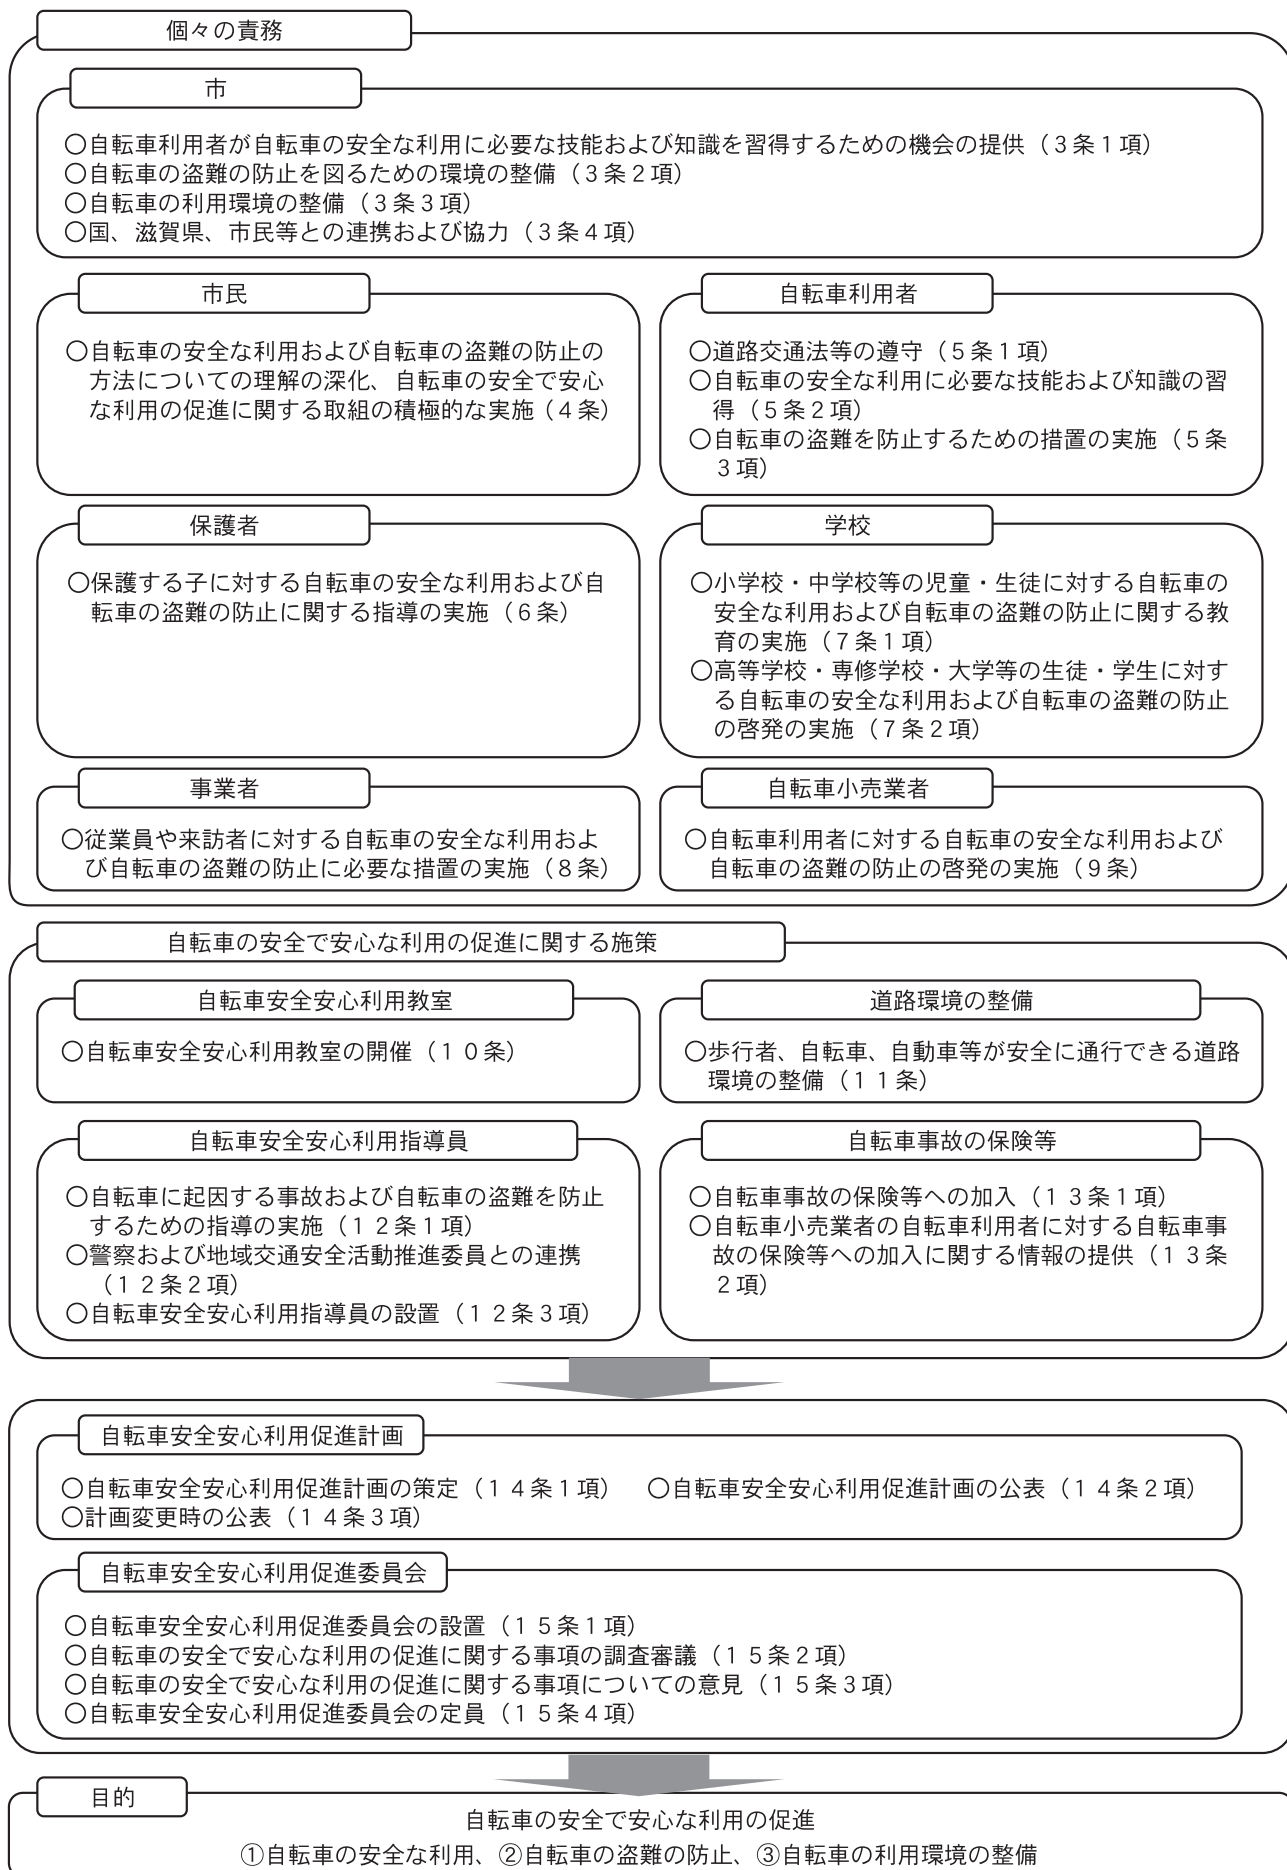 個々の責務
市
〇自転車利用者が自転車の安全な利用に必要な技能および知識を習得するための機会の提供（３条１項）
〇自転車の盗難の防止を図るための環境の整備（３条２項）
〇自転車の利用環境の整備（３条３項）
〇国、滋賀県、市民等との連携および協力（３条４項）
市民
〇自転車の安全な利用および自転車の盗難の防止の
方法についての理解の深化、自転車の安全で安心
な利用の促進に関する取組の積極的な実施（４条）
自転車利用者
〇道路交通法等の遵守（５条１項）
〇自転車の安全な利用に必要な技能および知識の習
得（５条２項）
〇自転車の盗難を防止するための措置の実施（５条
３項）
保護者
〇保護する子に対する自転車の安全な利用および自
転車の盗難の防止に関する指導の実施（６条）
学校
〇小学校・中学校等の児童・生徒に対する自転車の
安全な利用および自転車の盗難の防止に関する教
育の実施（７条１項）
〇高等学校・専修学校・大学等の生徒・学生に対す
る自転車の安全な利用および自転車の盗難の防止
の啓発の実施（７条２項）
事業者
〇従業員や来訪者に対する自転車の安全な利用およ
び自転車の盗難の防止に必要な措置の実施（８条）
自転車小売業者
〇自転車利用者に対する自転車の安全な利用および
自転車の盗難の防止の啓発の実施（９条）
自転車の安全で安心な利用の促進に関する施策
自転車安全安心利用教室
〇自転車安全安心利用教室の開催（１０条）
道路環境の整備
〇歩行者、自転車、自動車等が安全に通行できる道路
環境の整備（１１条）
自転車安全安心利用指導員
〇自転車に起因する事故および自転車の盗難を防止
するための指導の実施（１２条１項）
〇警察および地域交通安全活動推進委員との連携
（１２条２項）
〇自転車安全安心利用指導員の設置（１２条３項）
自転車事故の保険等
〇自転車事故の保険等への加入（１３条１項）
〇自転車小売業者の自転車利用者に対する自転車事
故の保険等への加入に関する情報の提供（１３条
２項）
自転車安全安心利用促進計画
〇自転車安全安心利用促進計画の策定（１４条１項）　〇自転車安全安心利用促進計画の公表（１４条２項）
〇計画変更時の公表（１４条３項）
自転車安全安心利用促進委員会
〇自転車安全安心利用促進委員会の設置（１５条１項）
〇自転車の安全で安心な利用の促進に関する事項の調査審議（１５条２項）
〇自転車の安全で安心な利用の促進に関する事項についての意見（１５条３項）
〇自転車安全安心利用促進委員会の定員（１５条４項）
目的
自転車の安全で安心な利用の促進
①自転車の安全な利用、②自転車の盗難の防止、③自転車の利用環境の整備